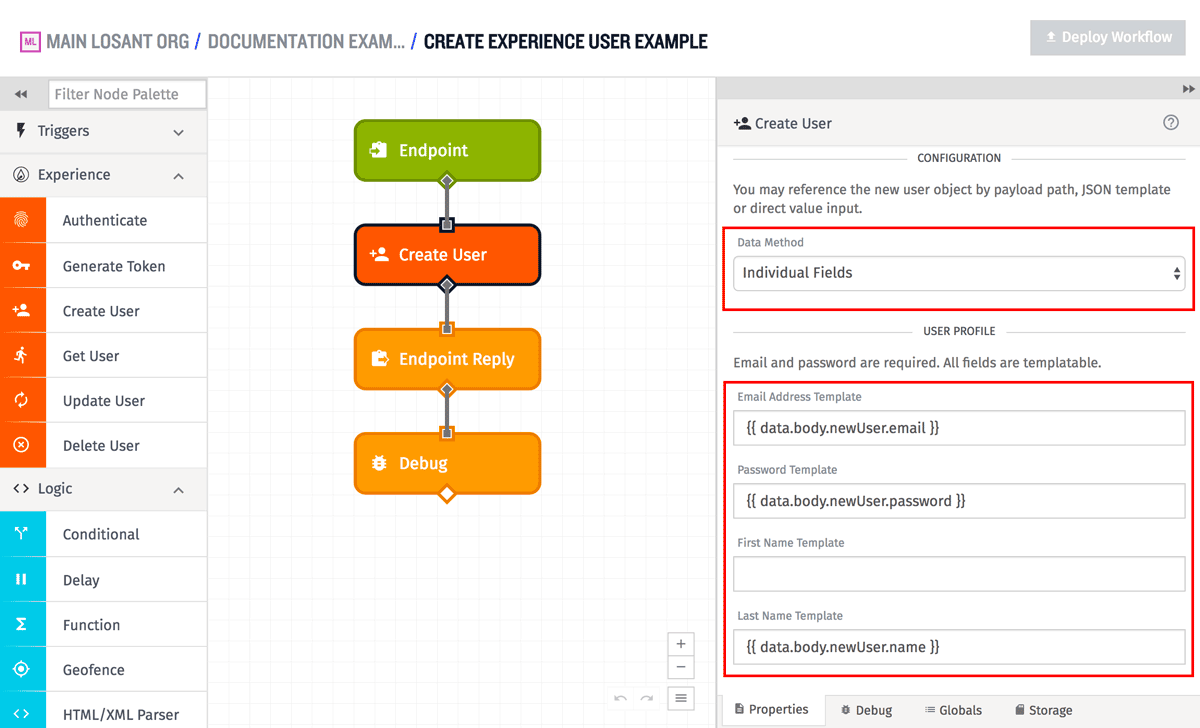 ML MAIN LOSANT ORG / DOCUMENTATION EXAM... / CREATE EXPERIENCE USER EXAMPLE
Deploy Workflow
Filter Node Palette
Triggers
Experience
Authenticate
Generate Token
Create User
Get User
Update User
Delete User
Logic
Conditional
Delay
Function
Geofence
HTML/XML Parser
Endpoint
Create User
Endpoint Reply
Debug
Create User
CONFIGURATION
You may reference the new user object by payload path, JSON template
or direct value input.
Data Method
Individual Fields
USER PROFILE
Email and password are required. All fields are templatable.
Email Address Template
{{ data.body.newUser.email }}
Password Template
{{ data.body.newUser.password }}
First Name Template
Last Name Template
{{ data.body.newUser.name }}
Properties
Debug
Globals
Storage